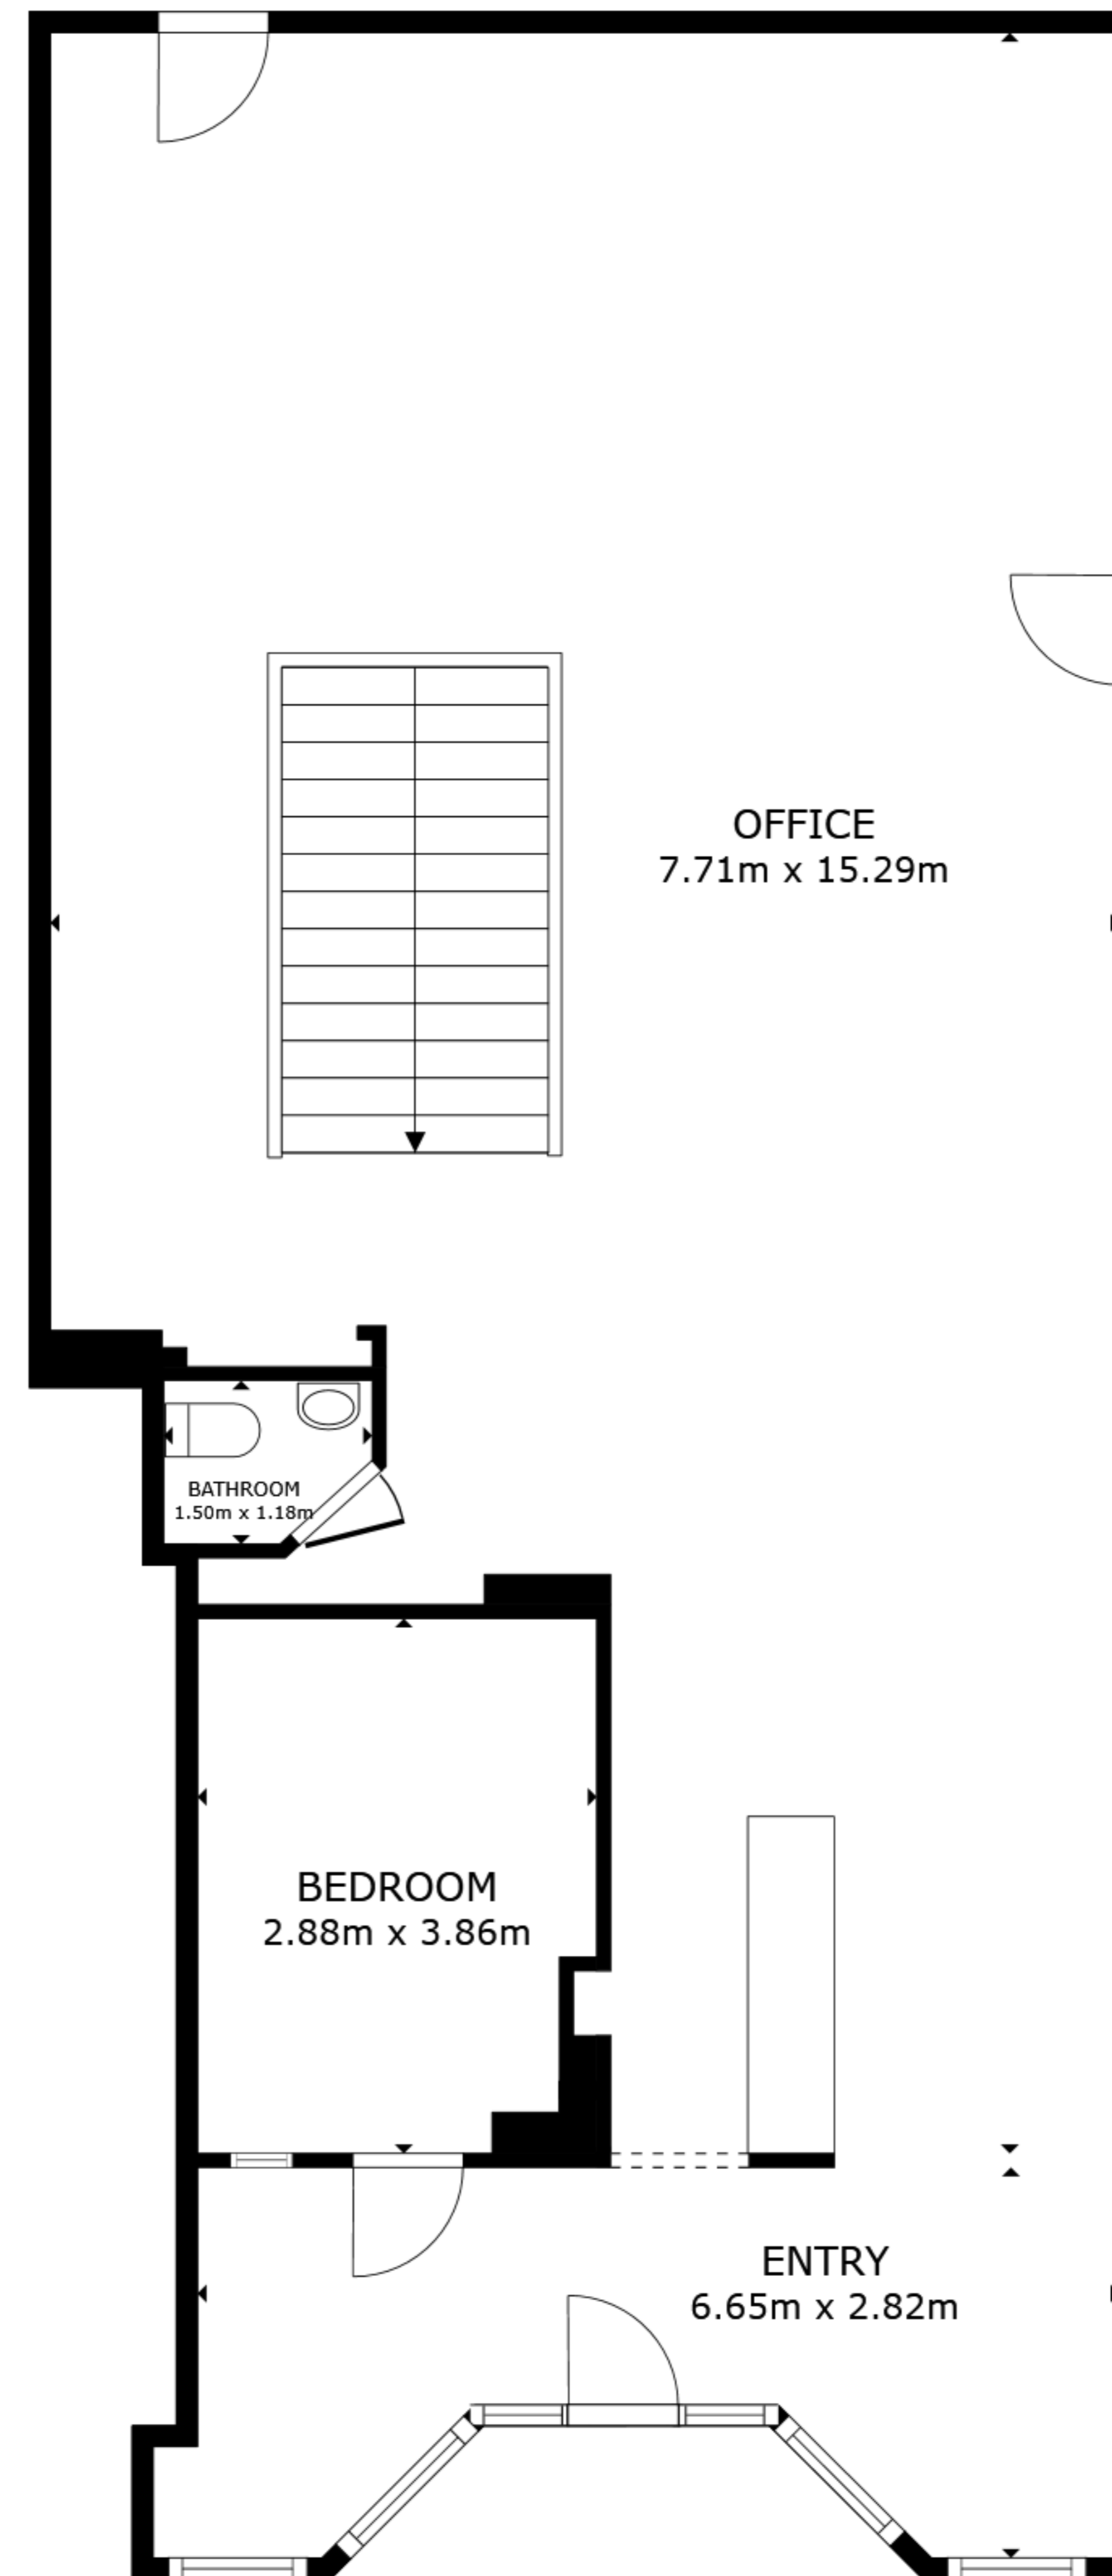 OFFICE
7.71m x 15.29m
BATHROOM
1.50m x 1.18m
BEDROOM
2.88m x 3.86m
ENTRY
6.65m x 2.82m